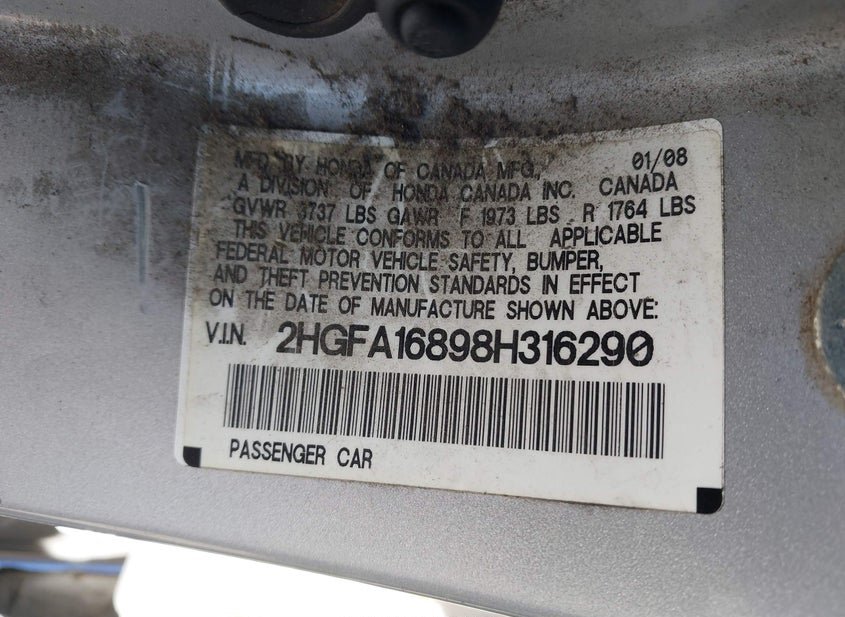 MFD. BY HONDA OF CANADA MFG., 01/08
A DIVISION OF HONDA CANADA INC. CANADA
GVWR 3737 LBS GAWR F 1973 LBS R 1764 LBS
THIS VEHICLE CONFORMS TO ALL APPLICABLE
FEDERAL MOTOR VEHICLE SAFETY, BUMPER,
AND THEFT PREVENTION STANDARDS IN EFFECT
ON THE DATE OF MANUFACTURE SHOWN ABOVE:
V.I.N. 2HGFA16898H316290
PASSENGER CAR